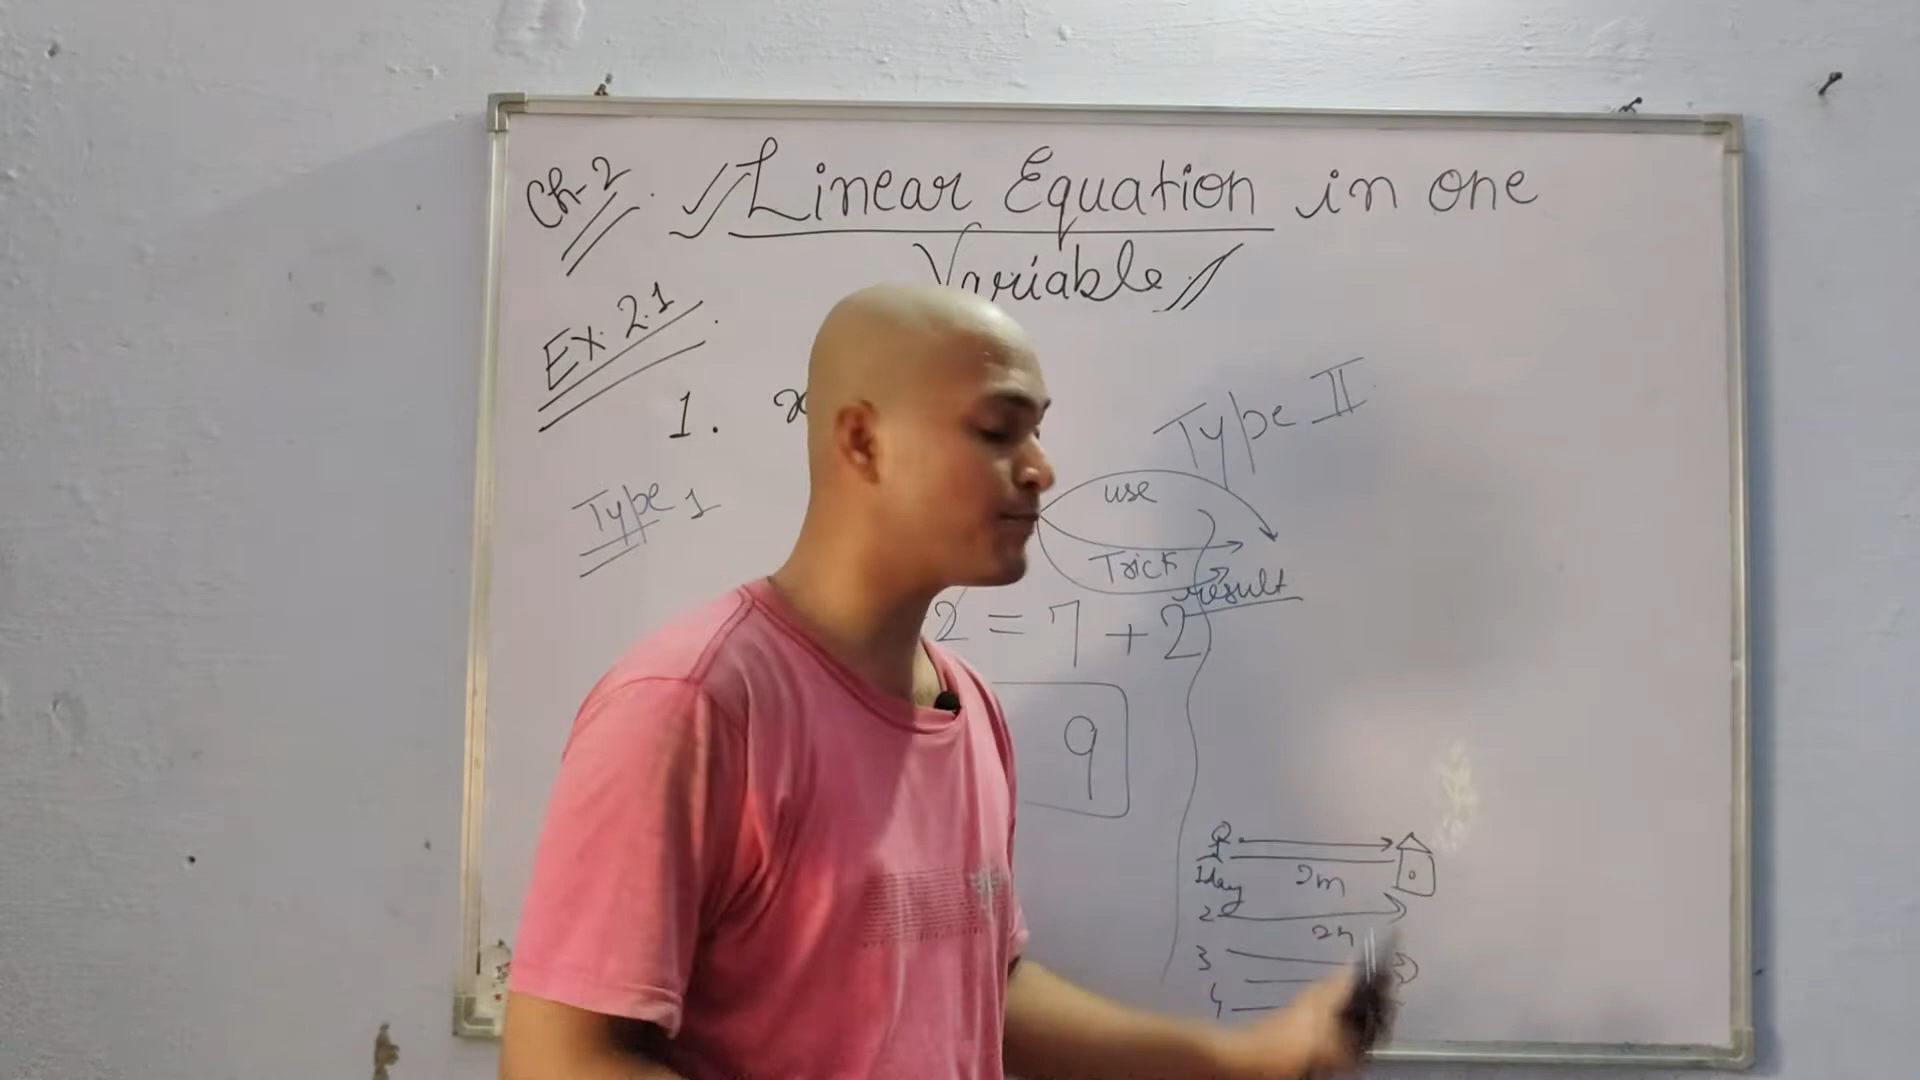 Ch-2 Linear Equation in one
Variable
Ex. 2.1
1. x
Type II
Type 1
use
Trick
result
2 = 7 + 2
9
1day 2m
2
3
4